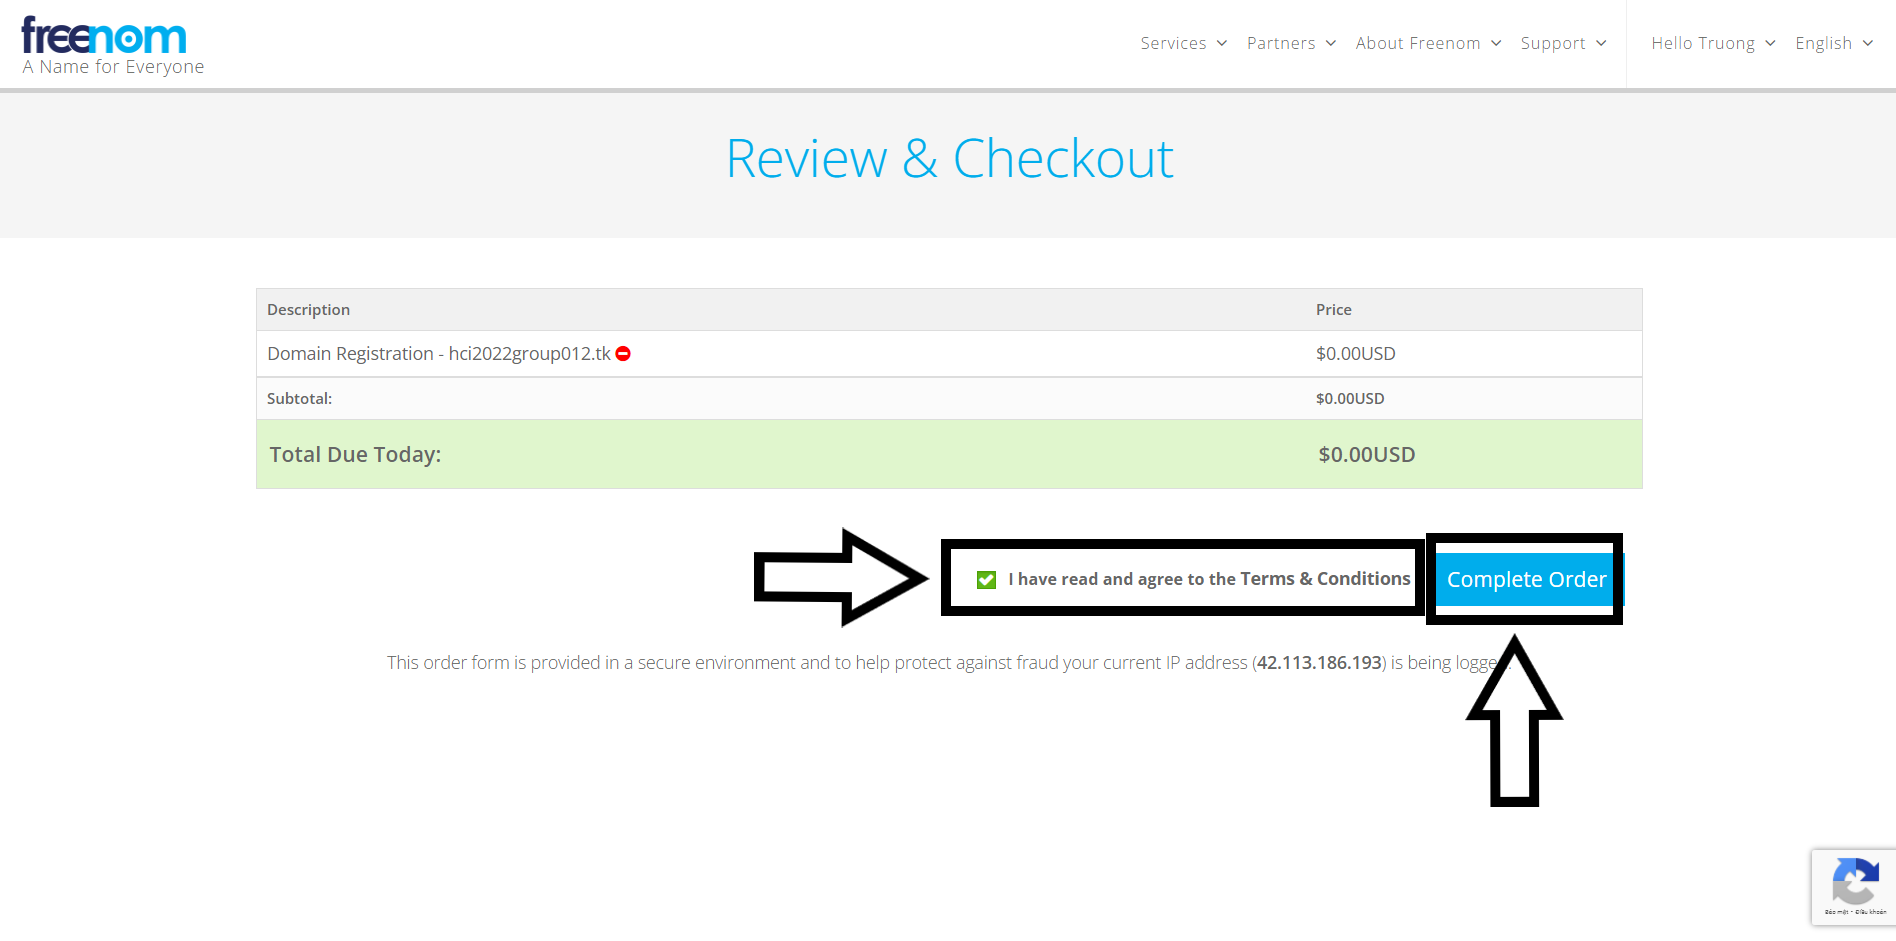 freenom
A Name for Everyone
Services Partners About Freenom Support Hello Truong English
Review & Checkout
Description Price
Domain Registration - hci2022group012.tk $0.00USD
Subtotal: $0.00USD
Total Due Today: $0.00USD
I have read and agree to the Terms & Conditions Complete Order
This order form is provided in a secure environment and to help protect against fraud your current IP address (42.113.186.193) is being logged.
Bảo mật - Điều khoản